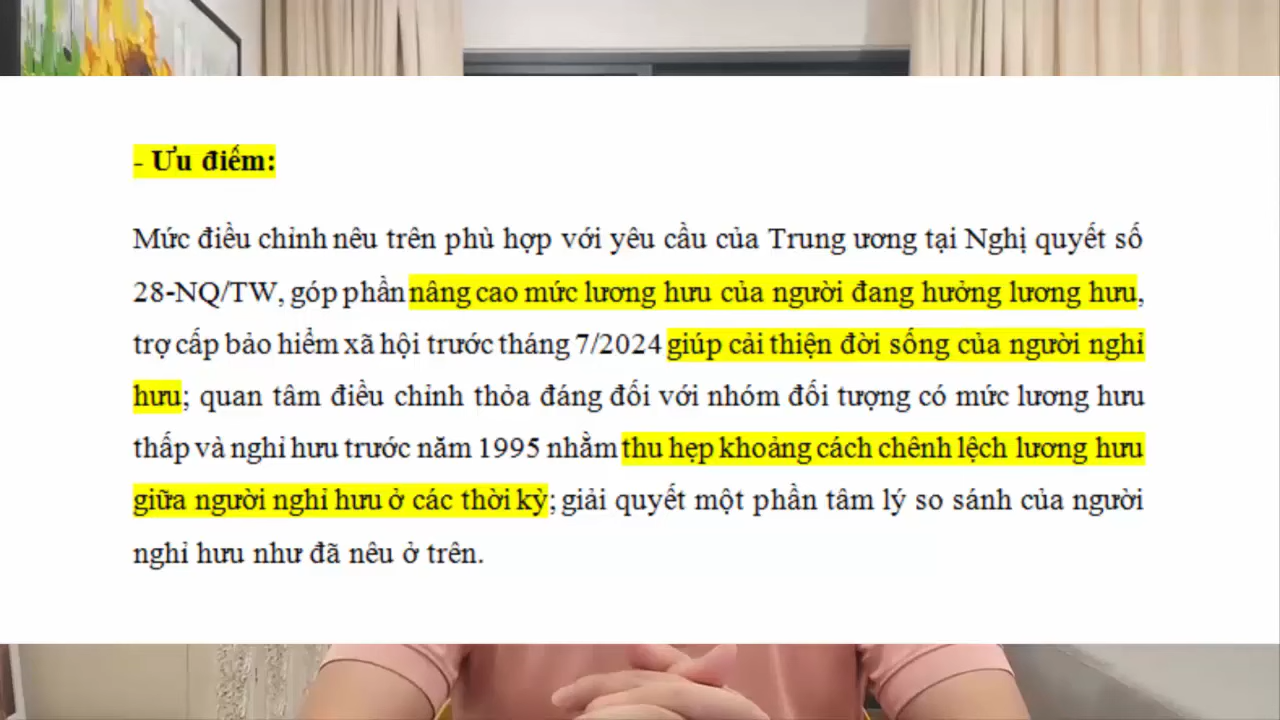 - Ưu điểm:
Mức điều chỉnh nêu trên phù hợp với yêu cầu của Trung ương tại Nghị quyết số
28-NQ/TW, góp phần nâng cao mức lương hưu của người đang hưởng lương hưu,
trợ cấp bảo hiểm xã hội trước tháng 7/2024 giúp cải thiện đời sống của người nghỉ
hưu; quan tâm điều chỉnh thỏa đáng đối với nhóm đối tượng có mức lương hưu
thấp và nghỉ hưu trước năm 1995 nhằm thu hẹp khoảng cách chênh lệch lương hưu
giữa người nghỉ hưu ở các thời kỳ; giải quyết một phần tâm lý so sánh của người
nghỉ hưu như đã nêu ở trên.